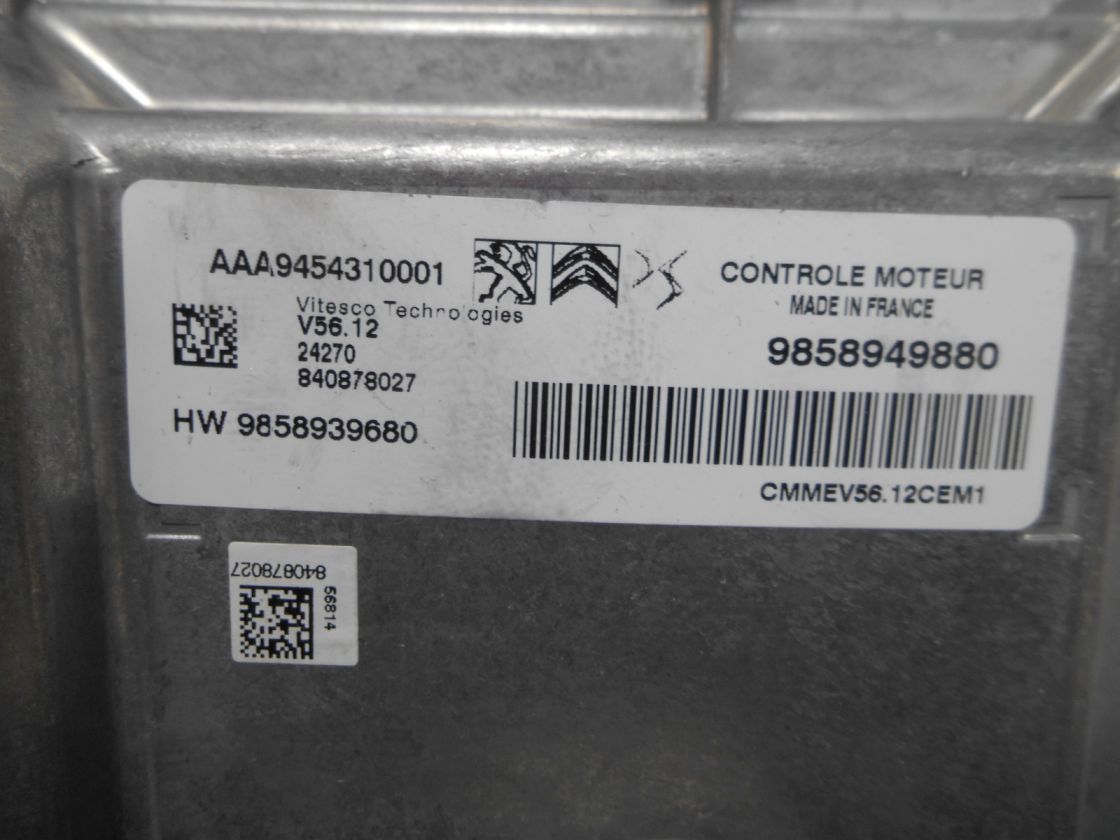 AAA9454310001
Vitesco Technologies
V56.12
24270
840878027
HW 9858939680
CONTROLE MOTEUR
MADE IN FRANCE
9858949880
CMMEV56.12CEM1
840878027
56814